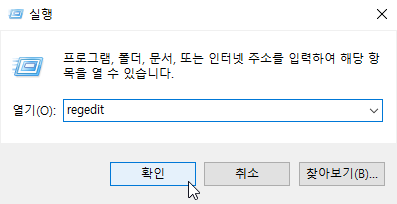 실행
프로그램, 폴더, 문서, 또는 인터넷 주소를 입력하여 해당 항
목을 열 수 있습니다.
열기(O): regedit
확인 취소 찾아보기(B)...